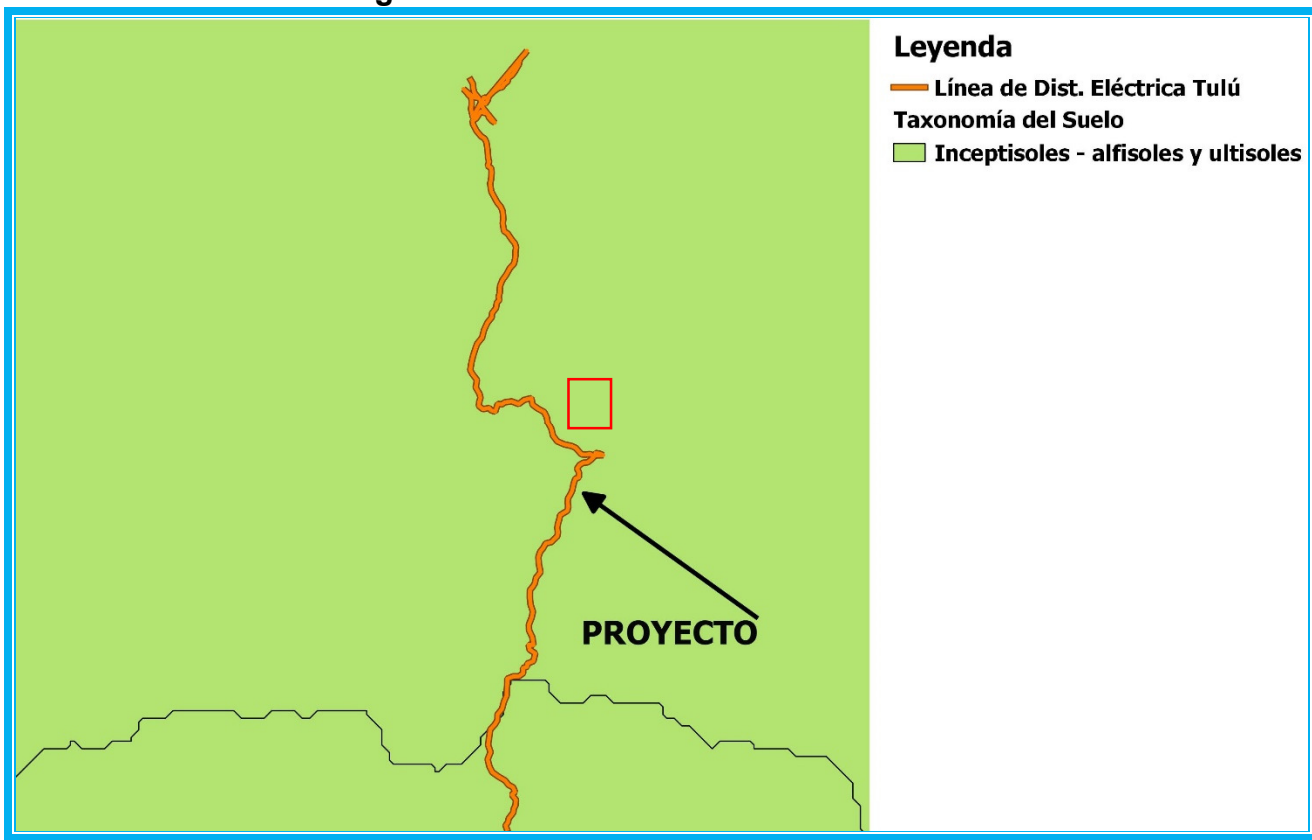 Leyenda
Línea de Dist. Eléctrica Tulú
Taxonomía del Suelo
Inceptisoles - alfisoles y ultisoles
PROYECTO